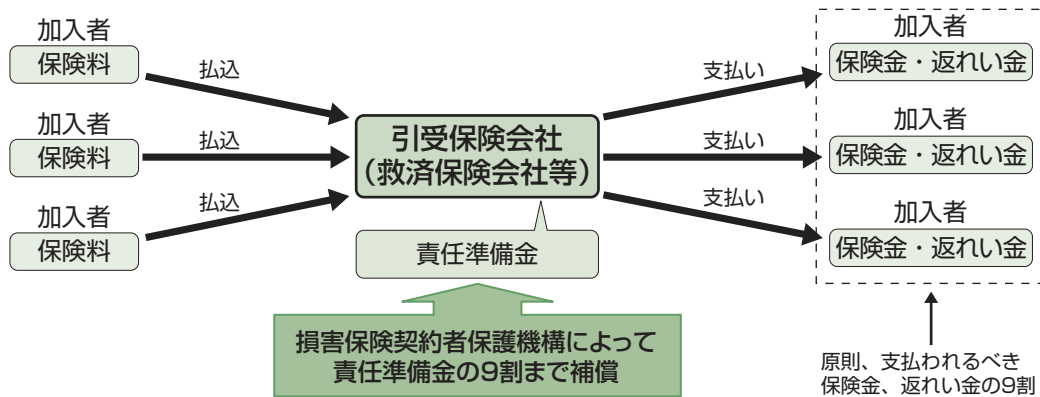 加入者
保険料
加入者
保険料
加入者
保険料
払込
払込
払込
引受保険会社
（救済保険会社等）
責任準備金
損害保険契約者保護機構によって
責任準備金の9割まで補償
支払い
支払い
支払い
加入者
保険金・返れい金
加入者
保険金・返れい金
加入者
保険金・返れい金
原則、支払われるべき
保険金、返れい金の9割